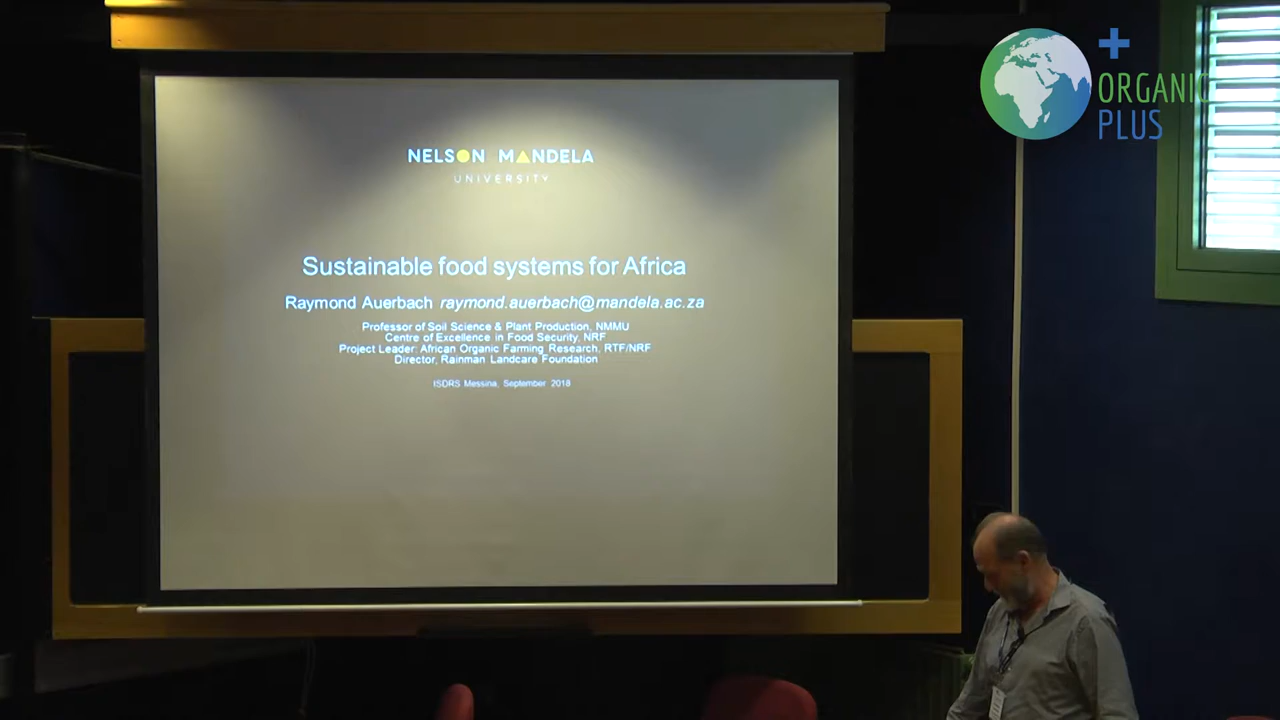 NELSON MANDELA
UNIVERSITY
Sustainable food systems for Africa
Raymond Auerbach raymond.auerbach@mandela.ac.za
Professor of Soil Science & Plant Production, NMMU
Centre of Excellence in Food Security, NRF
Project Leader: African Organic Farming Research, RTF/NRF
Director, Rainman Landcare Foundation
ISDRS Messina, September 2018
+
ORGANIC
PLUS